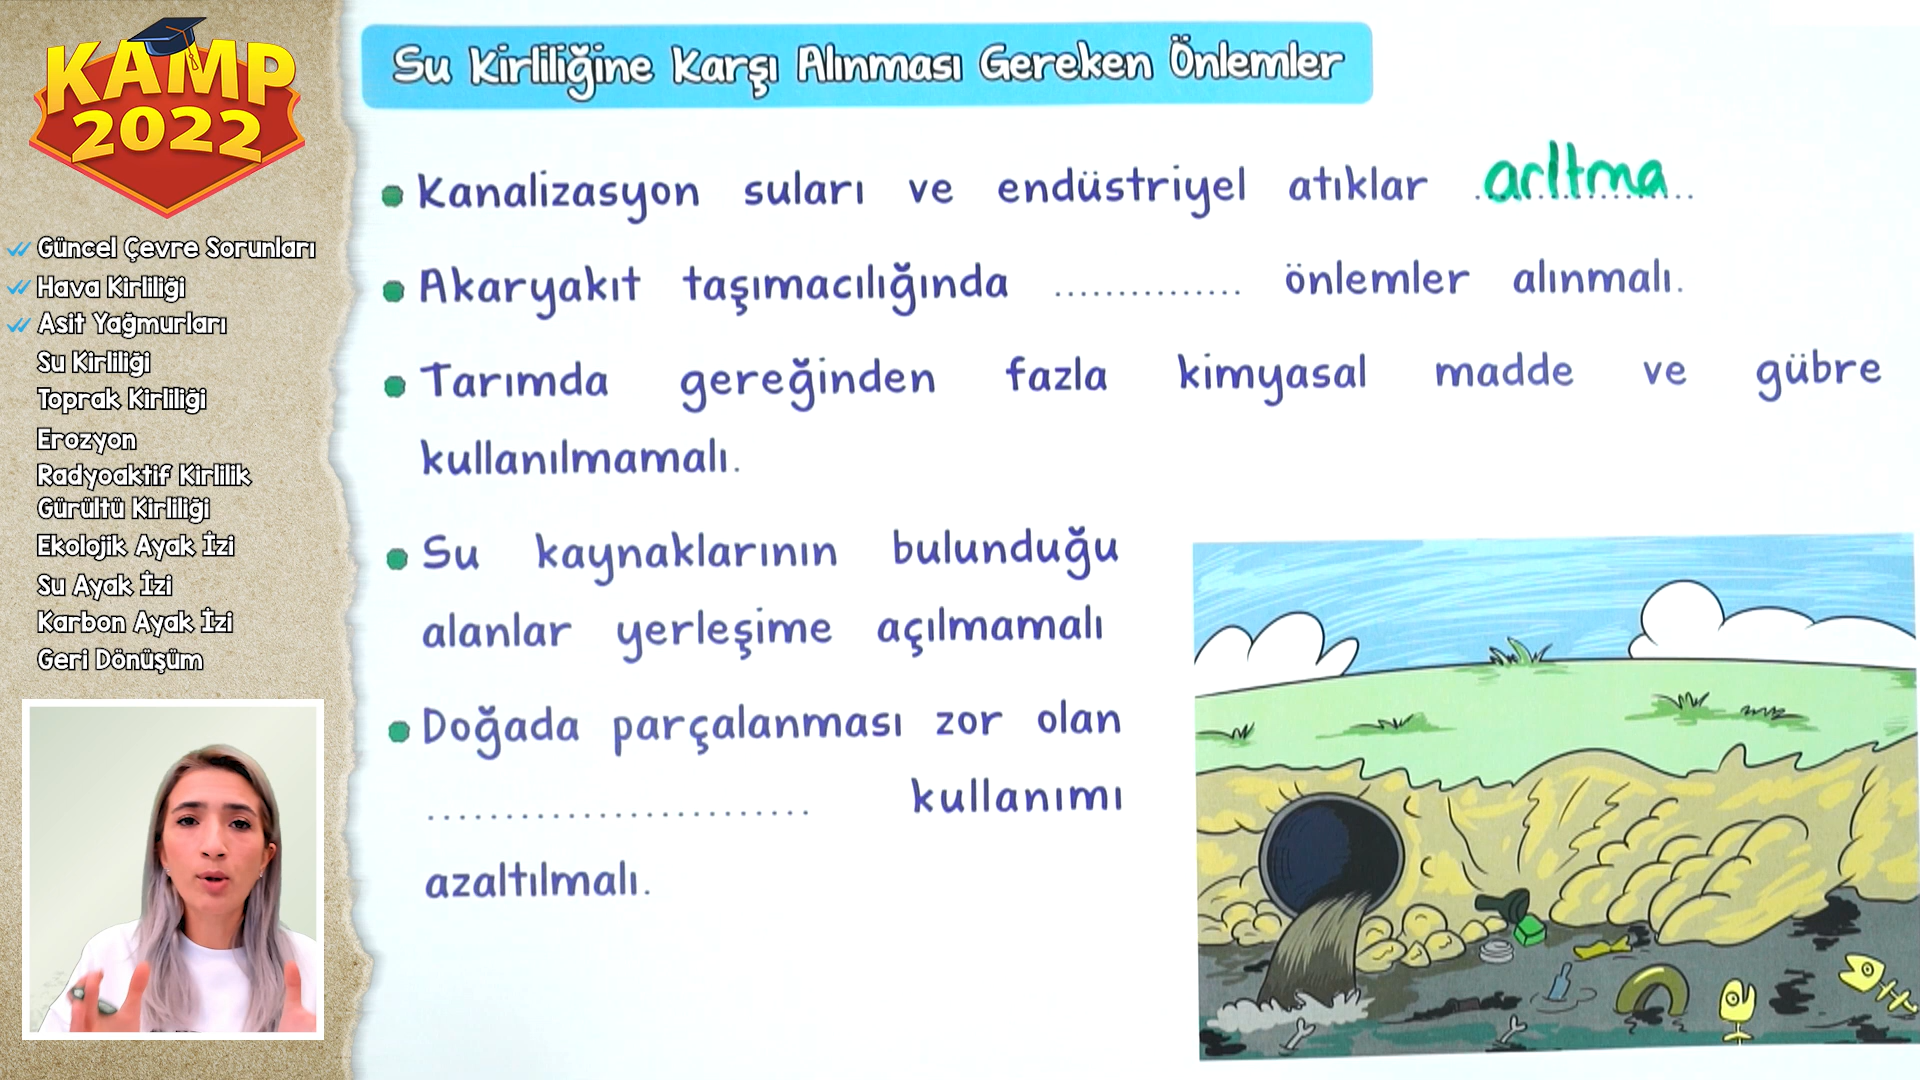 KAMP
2022
Güncel Çevre Sorunları
Hava Kirliliği
Asit Yağmurları
Su Kirliliği
Toprak Kirliliği
Erozyon
Radyoaktif Kirlilik
Gürültü Kirliliği
Ekolojik Ayak İzi
Su Ayak İzi
Karbon Ayak İzi
Geri Dönüşüm
Su Kirliliğine Karşı Alınması Gereken Önlemler
Kanalizasyon suları ve endüstriyel atıklar arıtma
Akaryakıt taşımacılığında ............... önlemler alınmalı.
Tarımda gereğinden fazla kimyasal madde ve gübre
kullanılmamalı.
Su kaynaklarının bulunduğu
alanlar yerleşime açılmamalı
Doğada parçalanması zor olan
......................... kullanımı
azaltılmalı.